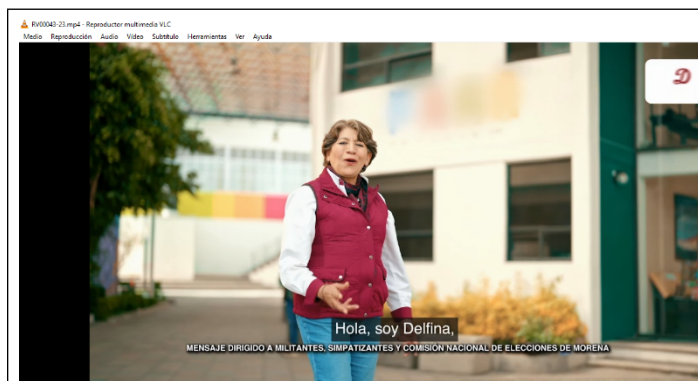 RV00043-23.mp4 - Reproductor multimedia VLC
Medio Reproducción Audio Vídeo Subtítulo Herramientas Ver Ayuda
D
Hola, soy Delfina,
MENSAJE DIRIGIDO A MILITANTES, SIMPATIZANTES Y COMISIÓN NACIONAL DE ELECCIONES DE MORENA